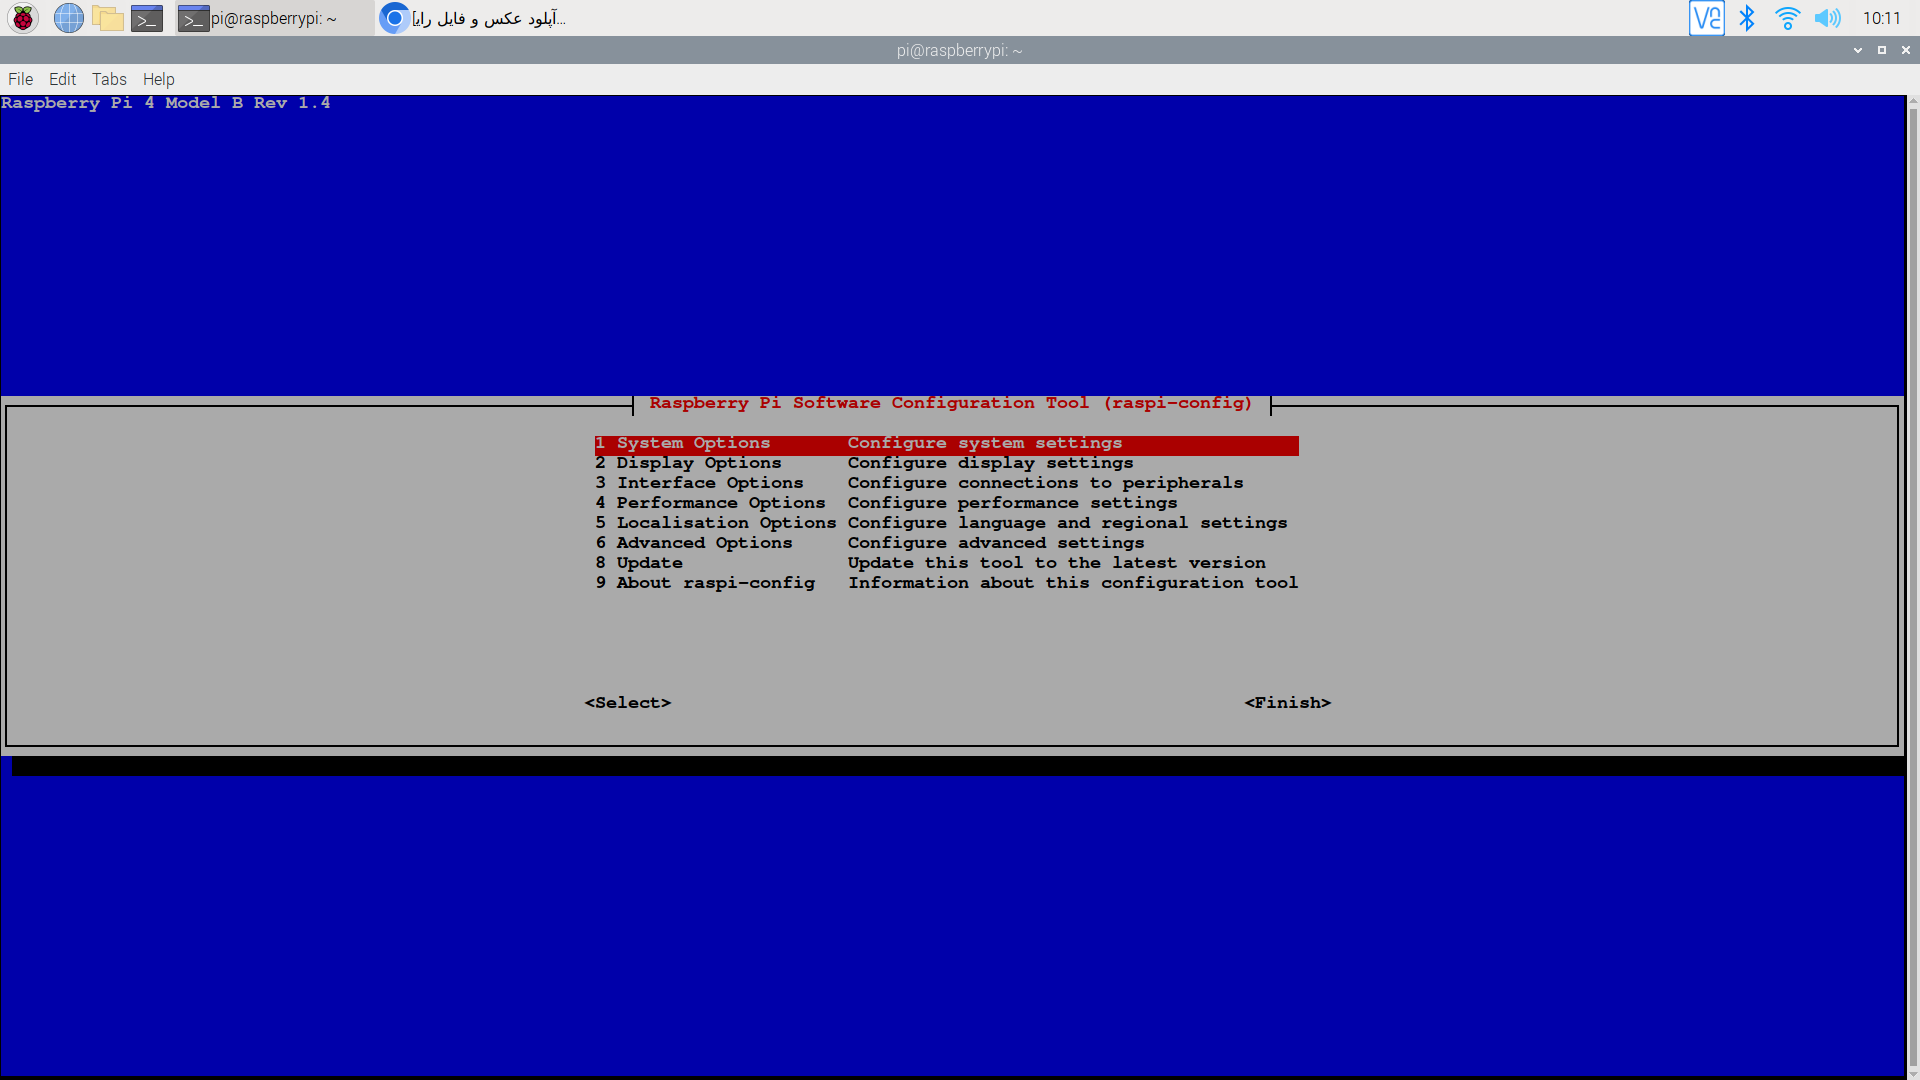 pi@raspberrypi: ~
آپلود عکس و فایل رای...
10:11
pi@raspberrypi: ~
File Edit Tabs Help
Raspberry Pi 4 Model B Rev 1.4
Raspberry Pi Software Configuration Tool (raspi-config)
1 System Options Configure system settings
2 Display Options Configure display settings
3 Interface Options Configure connections to peripherals
4 Performance Options Configure performance settings
5 Localisation Options Configure language and regional settings
6 Advanced Options Configure advanced settings
8 Update Update this tool to the latest version
9 About raspi-config Information about this configuration tool
<Select> <Finish>